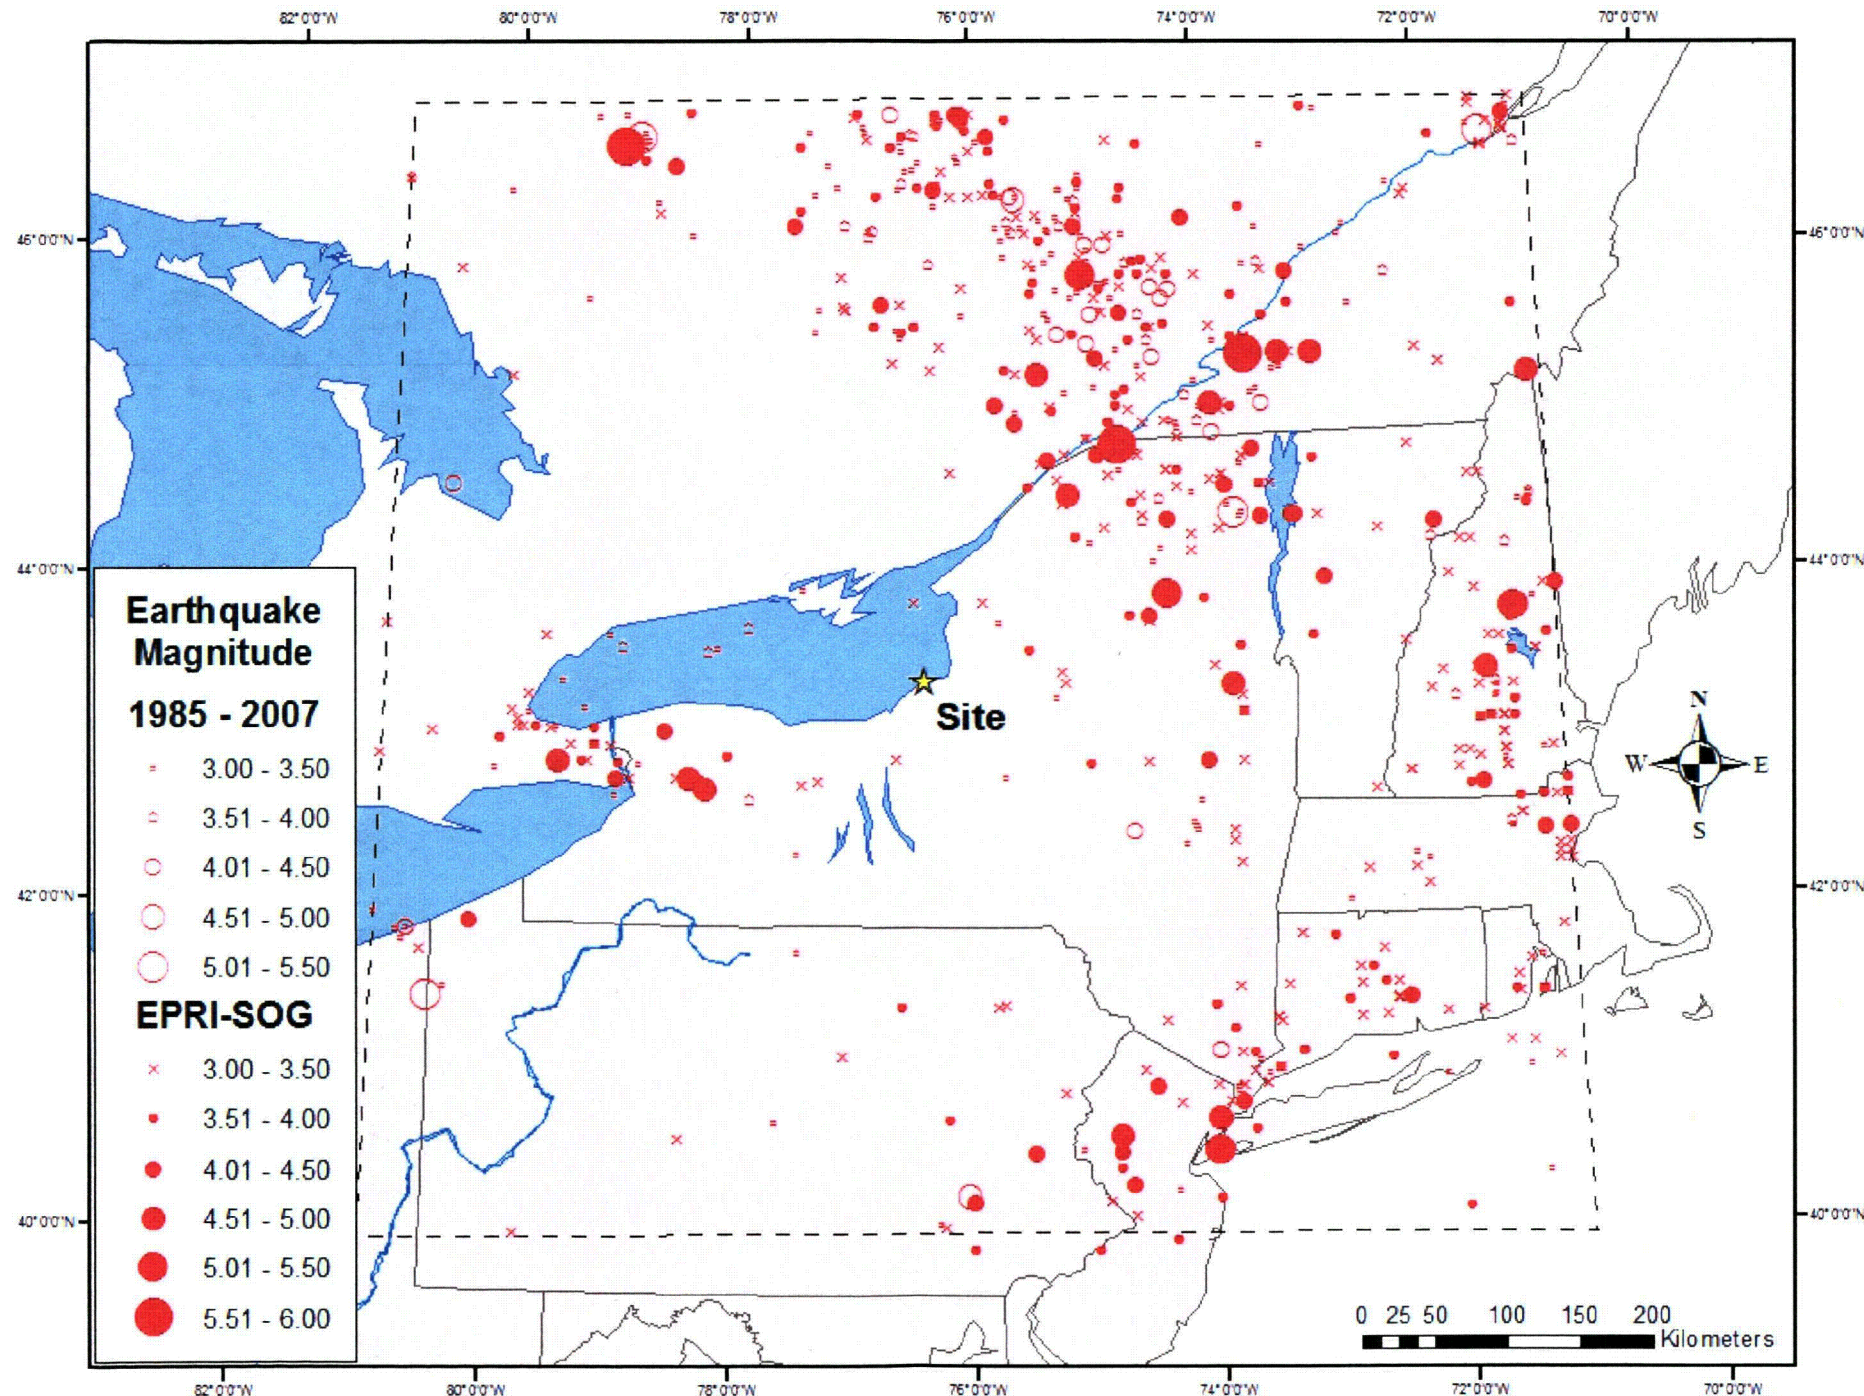 82°0'0"W 80°0'0"W 78°0'0"W 76°0'0"W 74°0'0"W 72°0'0"W 70°0'0"W
46°0'0"N 46°0'0"N
44°0'0"N 44°0'0"N
Earthquake
Magnitude
1985 - 2007
3.00 - 3.50
3.51 - 4.00
4.01 - 4.50
4.51 - 5.00
5.01 - 5.50
EPRI-SOG
3.00 - 3.50
3.51 - 4.00
4.01 - 4.50
4.51 - 5.00
5.01 - 5.50
5.51 - 6.00
Site
N
W E
S
42°0'0"N 42°0'0"N
40°0'0"N 40°0'0"N
0 25 50 100 150 200
Kilometers
82°0'0"W 80°0'0"W 78°0'0"W 76°0'0"W 74°0'0"W 72°0'0"W 70°0'0"W